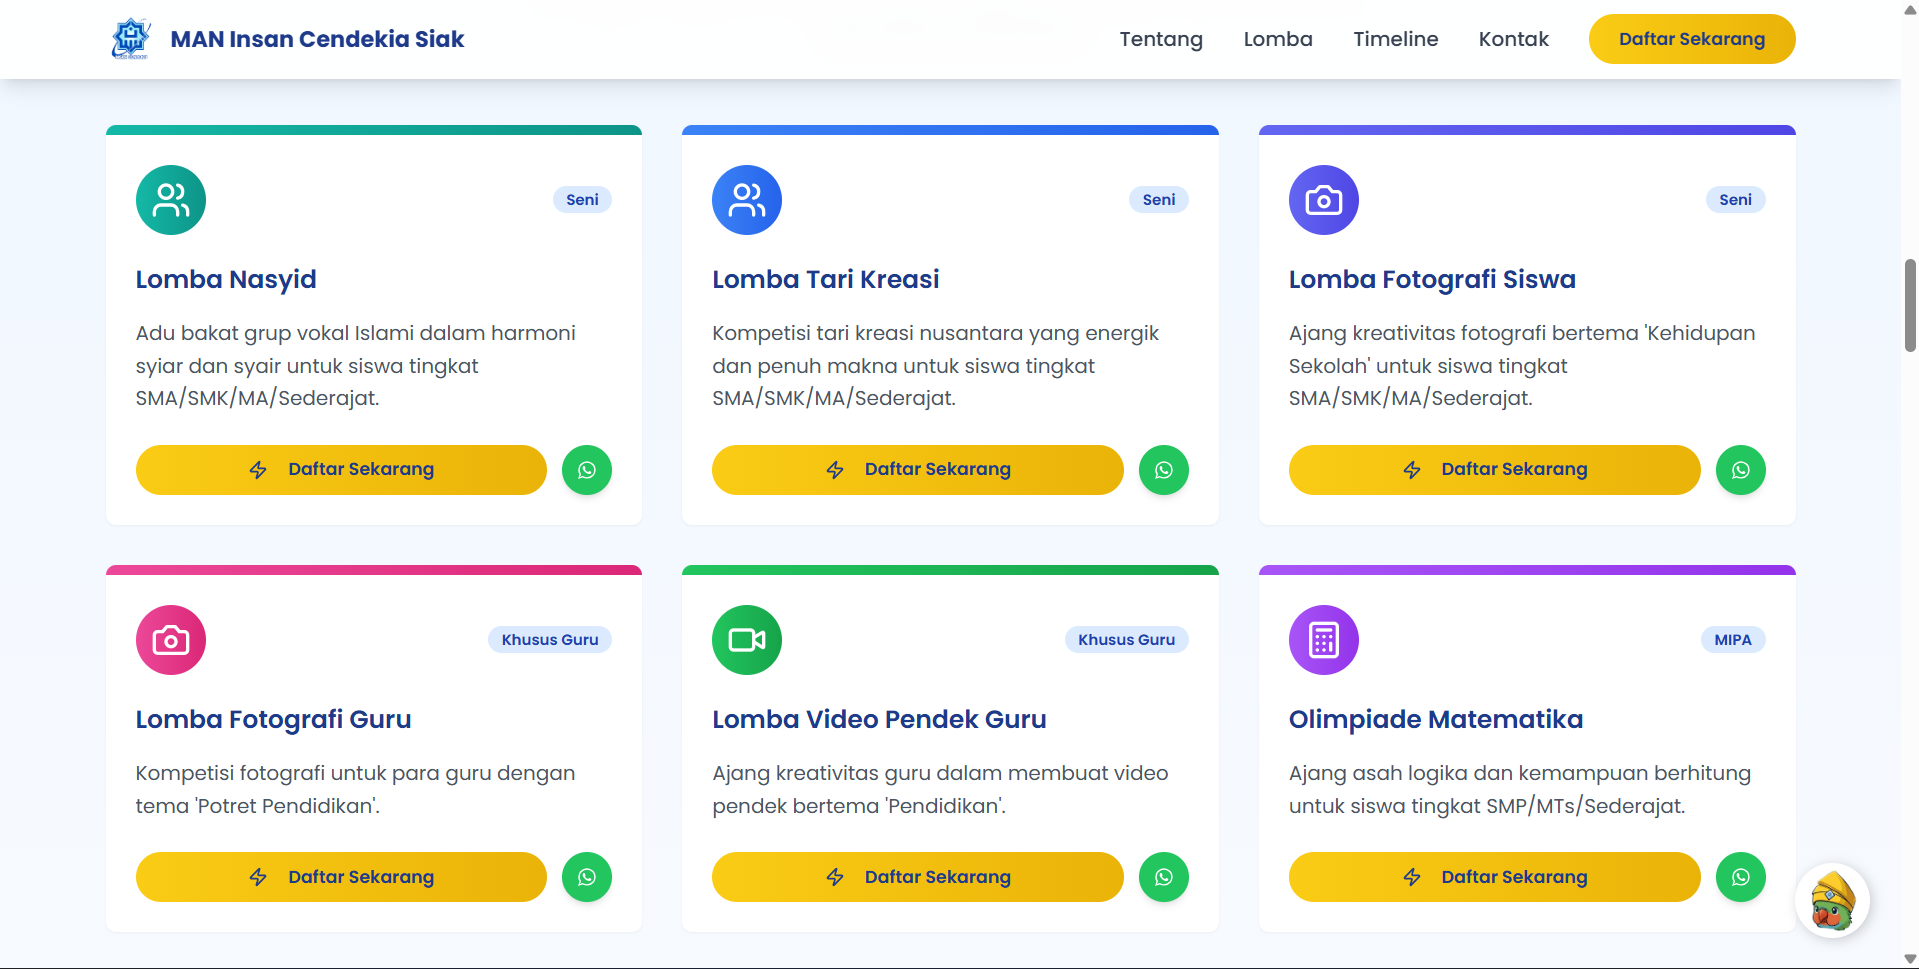 MAN Insan Cendekia Siak
Tentang
Lomba
Timeline
Kontak
Daftar Sekarang
Seni
Lomba Nasyid
Adu bakat grup vokal Islami dalam harmoni
syiar dan syair untuk siswa tingkat
SMA/SMK/MA/Sederajat.
Daftar Sekarang
Seni
Lomba Tari Kreasi
Kompetisi tari kreasi nusantara yang energik
dan penuh makna untuk siswa tingkat
SMA/SMK/MA/Sederajat.
Daftar Sekarang
Seni
Lomba Fotografi Siswa
Ajang kreativitas fotografi bertema 'Kehidupan
Sekolah' untuk siswa tingkat
SMA/SMK/MA/Sederajat.
Daftar Sekarang
Khusus Guru
Lomba Fotografi Guru
Kompetisi fotografi untuk para guru dengan
tema 'Potret Pendidikan'.
Daftar Sekarang
Khusus Guru
Lomba Video Pendek Guru
Ajang kreativitas guru dalam membuat video
pendek bertema 'Pendidikan'.
Daftar Sekarang
MIPA
Olimpiade Matematika
Ajang asah logika dan kemampuan berhitung
untuk siswa tingkat SMP/MTs/Sederajat.
Daftar Sekarang